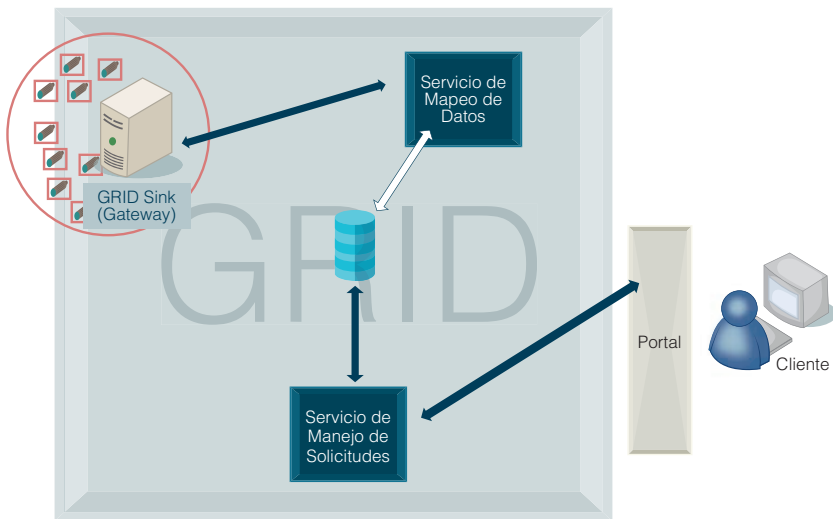 Servicio de
Mapeo de
Datos
GRID Sink
(Gateway)
GRID
Portal
Cliente
Servicio de
Manejo de
Solicitudes